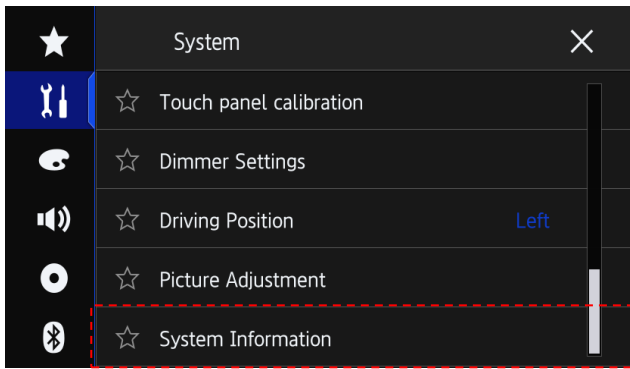 System
Touch panel calibration
Dimmer Settings
Driving Position Left
Picture Adjustment
System Information